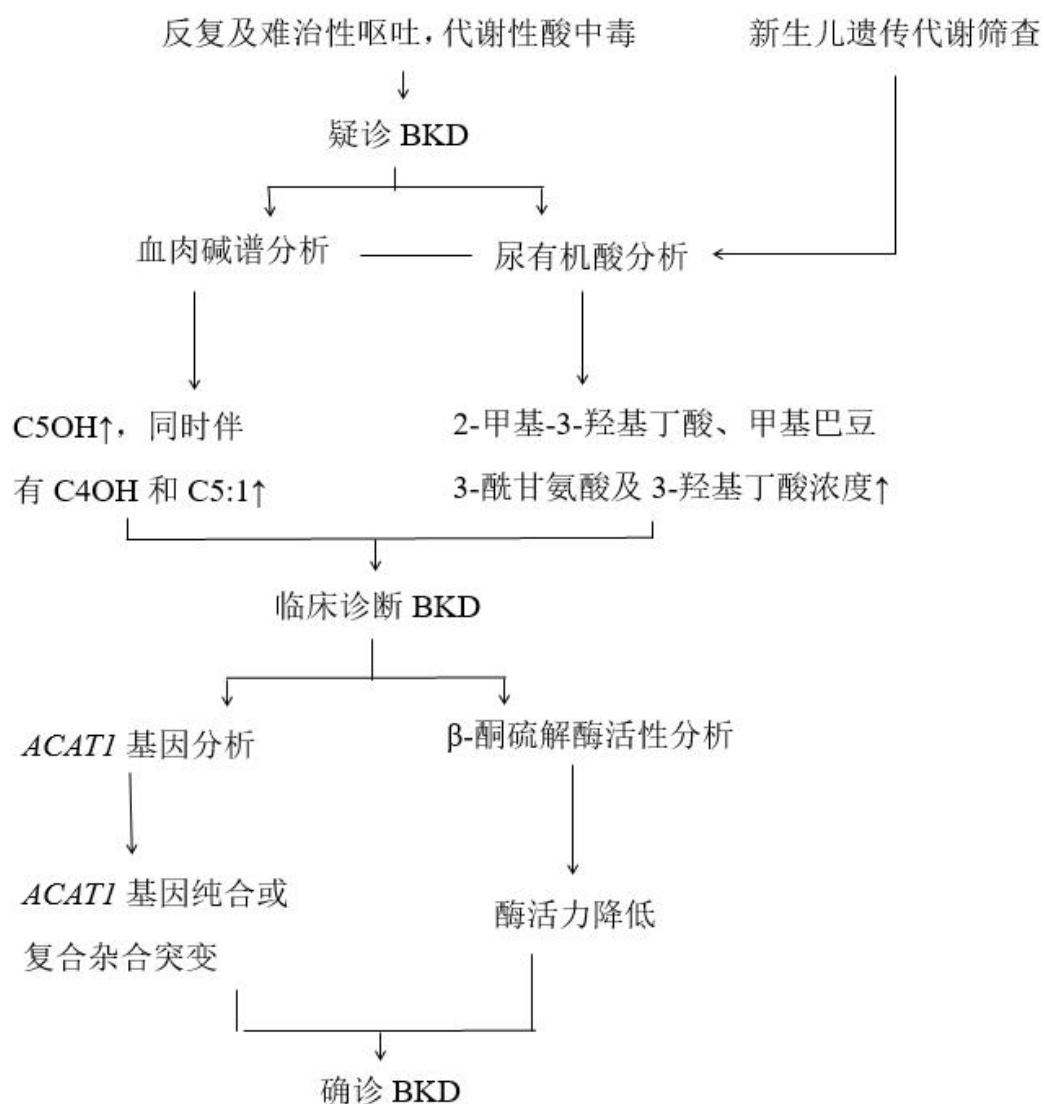 反复及难治性呕吐，代谢性酸中毒
新生儿遗传代谢筛查
疑诊 BKD
血肉碱谱分析
尿有机酸分析
C5OH↑，同时伴
有 C4OH 和 C5:1↑
2-甲基-3-羟基丁酸、甲基巴豆
3-酰甘氨酸及 3-羟基丁酸浓度↑
临床诊断 BKD
ACAT1 基因分析
β-酮硫解酶活性分析
ACAT1 基因纯合或
复合杂合突变
酶活力降低
确诊 BKD